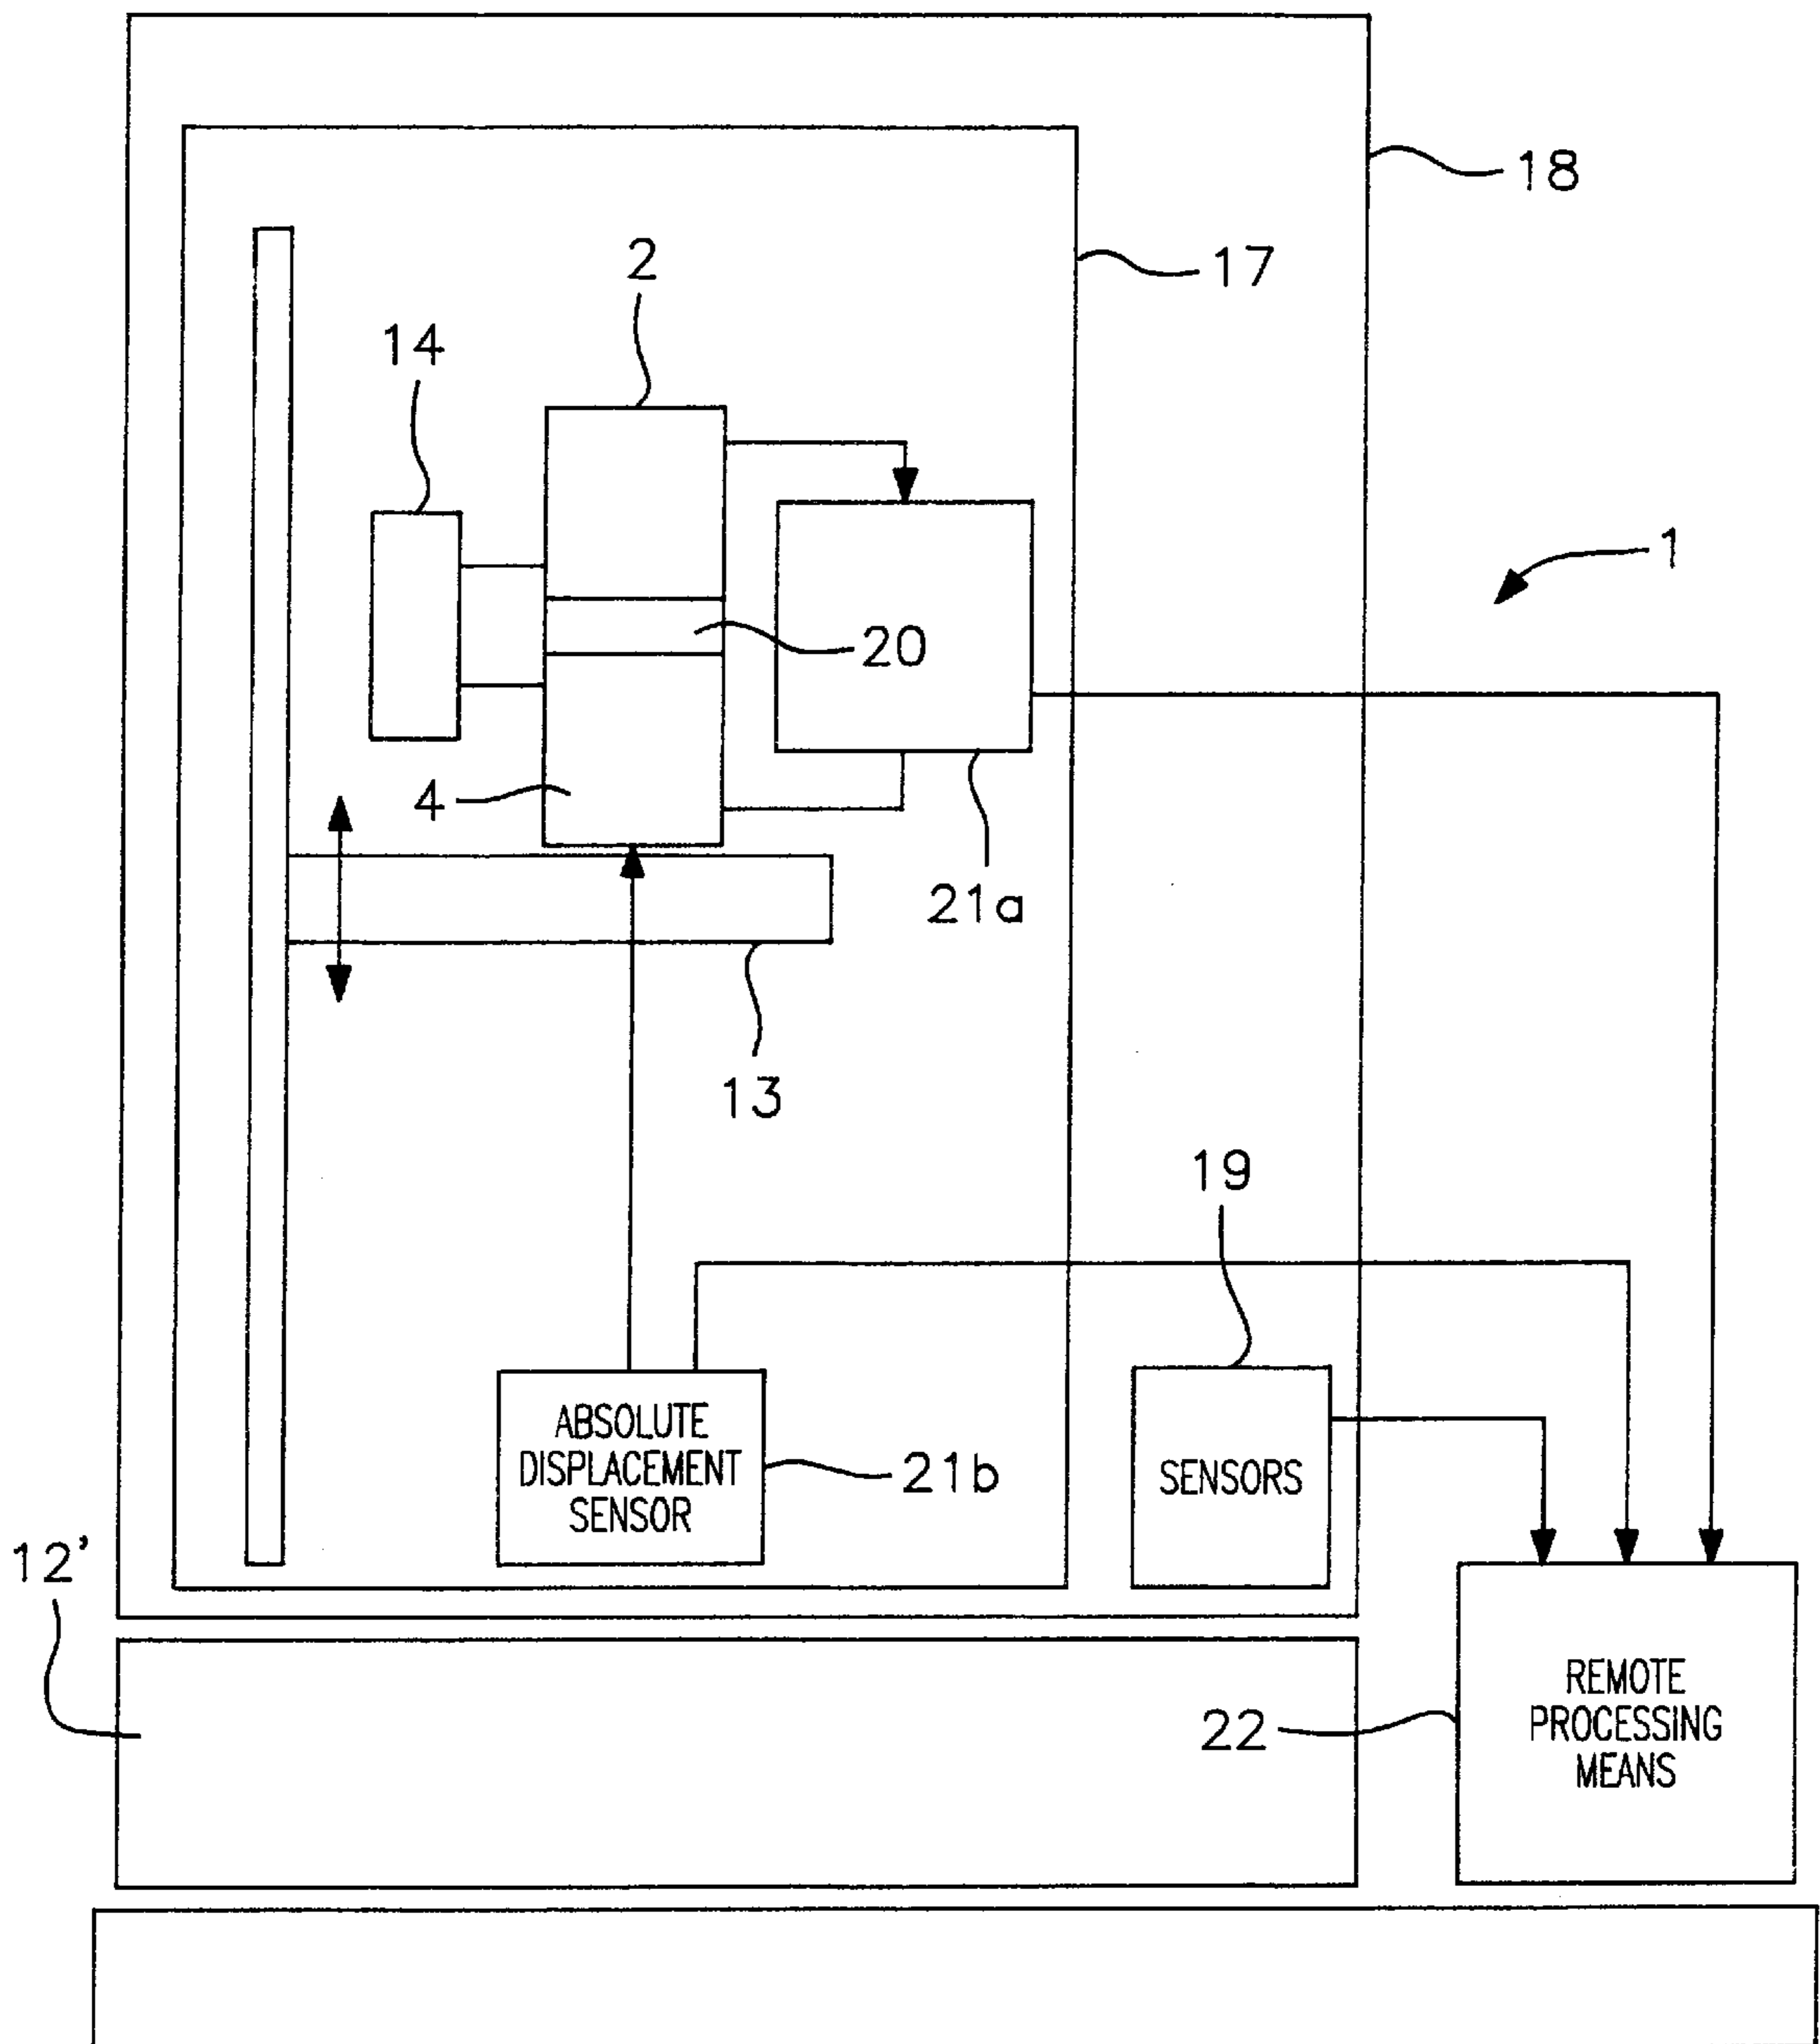 18
2
17
14
1
20
4
21a
13
19
ABSOLUTE
DISPLACEMENT
SENSOR
21b
SENSORS
12’
22
REMOTE
PROCESSING
MEANS